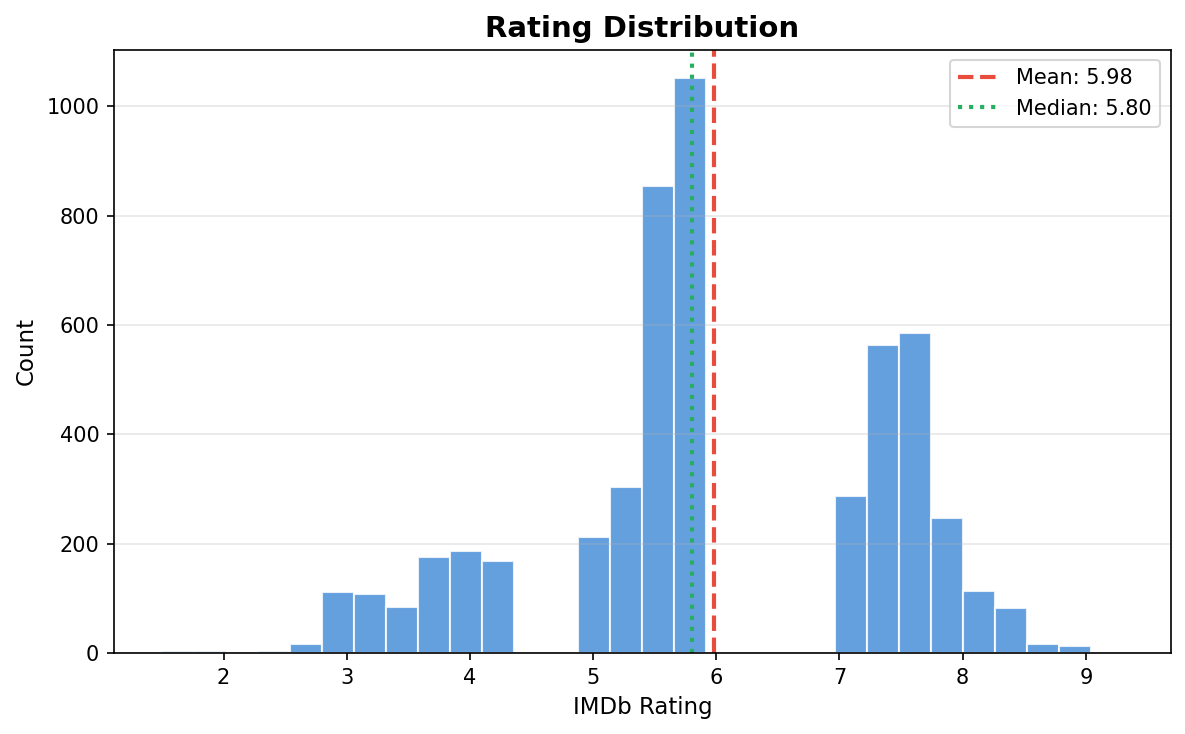 Rating Distribution
Mean: 5.98
Median: 5.80
1000
800
600
400
200
0
Count
2 3 4 5 6 7 8 9
IMDb Rating